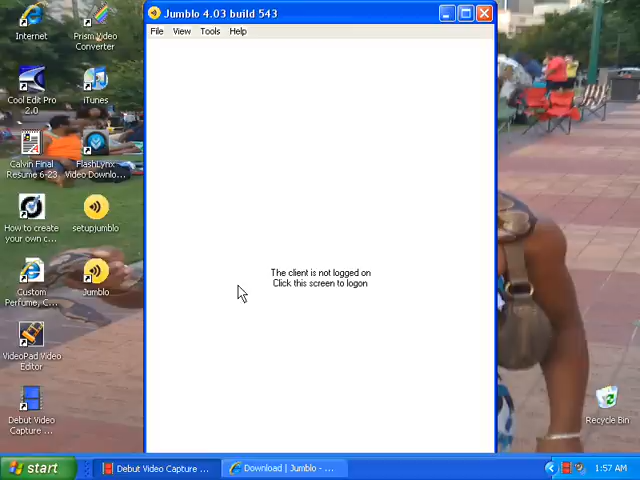 Jumblo 4.03 build 543
File View Tools Help
Internet
Prism Video
Converter
Cool Edit Pro
2.0
iTunes
Calvin Final
Resume 6-23
FlashLynx
Video Downlo...
How to create
your own c...
setupjumblo
Custom
Perfume, C...
Jumblo
VideoPad Video
Editor
Debut Video
Capture ...
The client is not logged on
Click this screen to logon
Recycle Bin
start
Debut Video Capture ...
Download | Jumblo - ...
1:57 AM